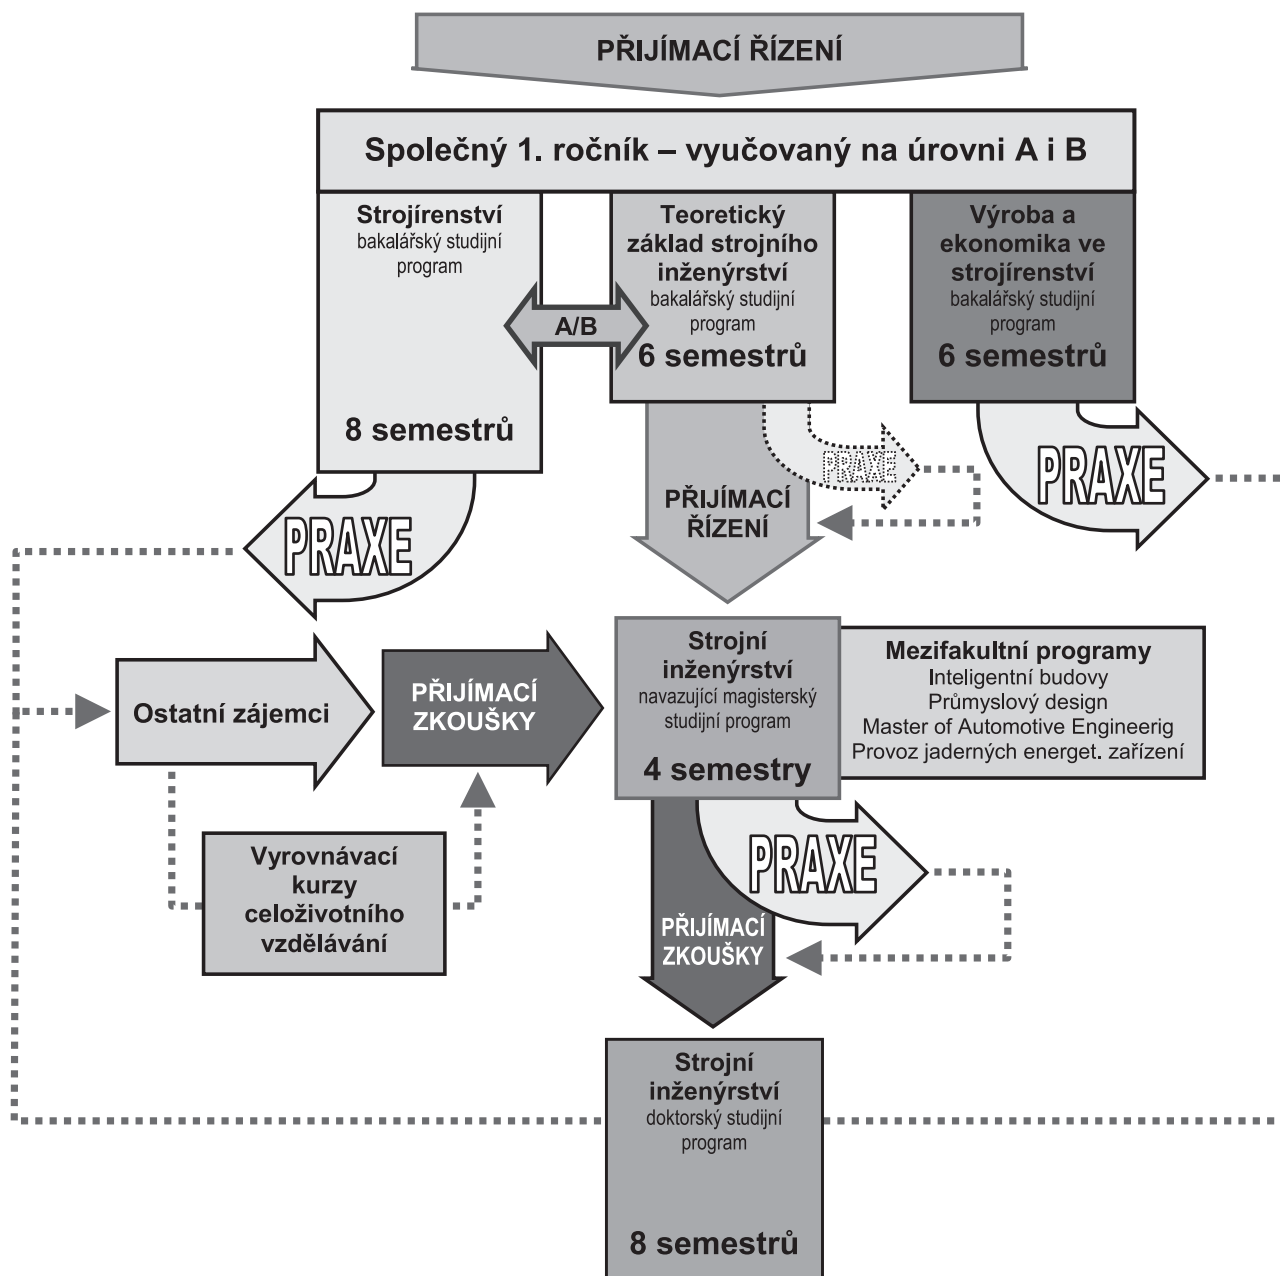 PŘIJÍMACÍ ŘÍZENÍ
Společný 1. ročník – vyučovaný na úrovni A i B
Strojírenství
bakalářský studijní
program
8 semestrů
A/B
Teoretický
základ strojního
inženýrství
bakalářský studijní
program
6 semestrů
Výroba a
ekonomika ve
strojírenství
bakalářský studijní
program
6 semestrů
PRAXE
PŘIJÍMACÍ
ŘÍZENÍ
PRAXE
PRAXE
Ostatní zájemci
PŘIJÍMACÍ
ZKOUŠKY
Strojní
inženýrství
navazující magisterský
studijní program
4 semestry
Mezifakultní programy
Inteligentní budovy
Průmyslový design
Master of Automotive Engineerig
Provoz jaderných energet. zařízení
Vyrovnávací
kurzy
celoživotního
vzdělávání
PRAXE
PŘIJÍMACÍ
ZKOUŠKY
Strojní
inženýrství
doktorský studijní
program
8 semestrů